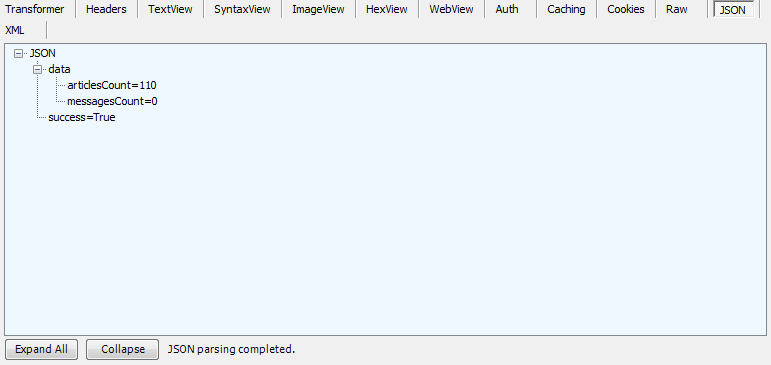 Transformer Headers TextView SyntaxView ImageView HexView WebView Auth Caching Cookies Raw JSON
XML
JSON
data
articlesCount=110
messagesCount=0
success=True
Expand All Collapse JSON parsing completed.